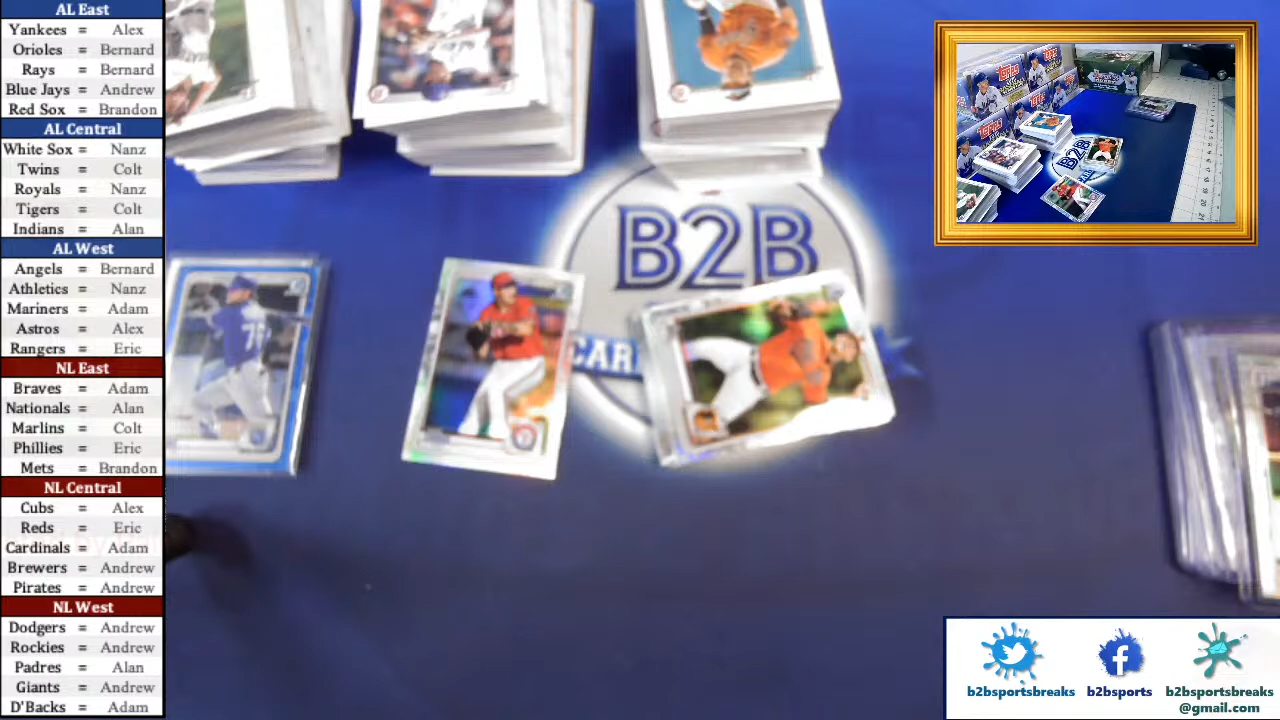 AL East
Yankees = Alex
Orioles = Bernard
Rays = Bernard
Blue Jays = Andrew
Red Sox = Brandon
AL Central
White Sox = Nanz
Twins = Colt
Royals = Nanz
Tigers = Colt
Indians = Alan
AL West
Angels = Bernard
Athletics = Nanz
Mariners = Adam
Astros = Alex
Rangers = Eric
NL East
Braves = Adam
Nationals = Alan
Marlins = Colt
Phillies = Eric
Mets = Brandon
NL Central
Cubs = Alex
Reds = Eric
Cardinals = Adam
Brewers = Andrew
Pirates = Andrew
NL West
Dodgers = Andrew
Rockies = Andrew
Padres = Alan
Giants = Andrew
D'Backs = Adam
B2B
CAR
topps
B2B
b2bsportsbreaks
b2bsports
b2bsportsbreaks
@gmail.com